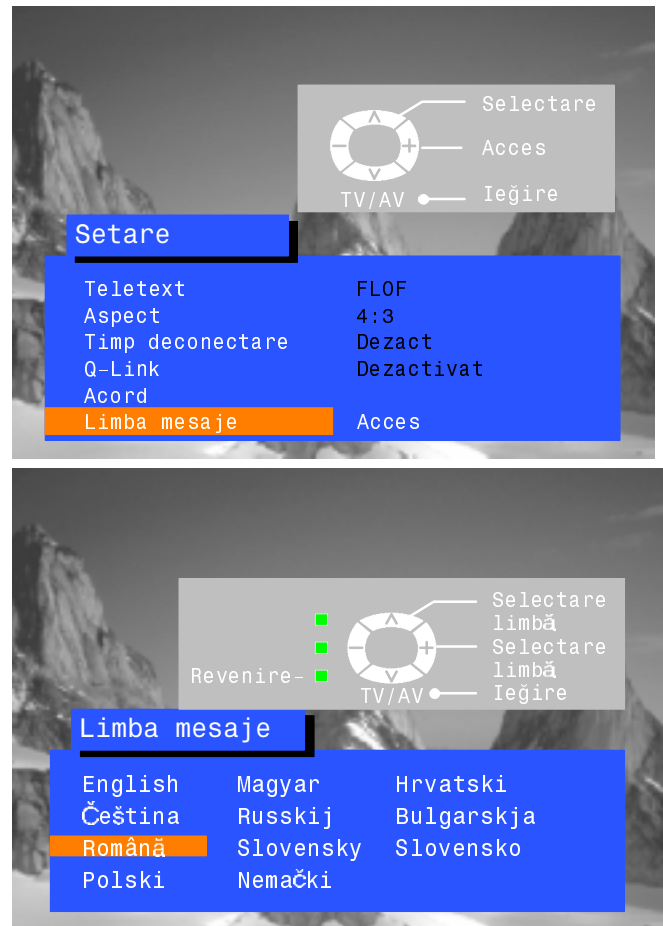 Selectare
Acces
TV/AV Ieğire
Setare
Teletext FLOF
Aspect 4:3
Timp deconectare Dezact
Q-Link Dezactivat
Acord
Limba mesaje Acces
Selectare
limbă
Selectare
limbă
Revenire-
TV/AV Ieğire
Limba mesaje
English Magyar Hrvatski
Čeština Russkij Bulgarskja
Română Slovensky Slovensko
Polski Nemački